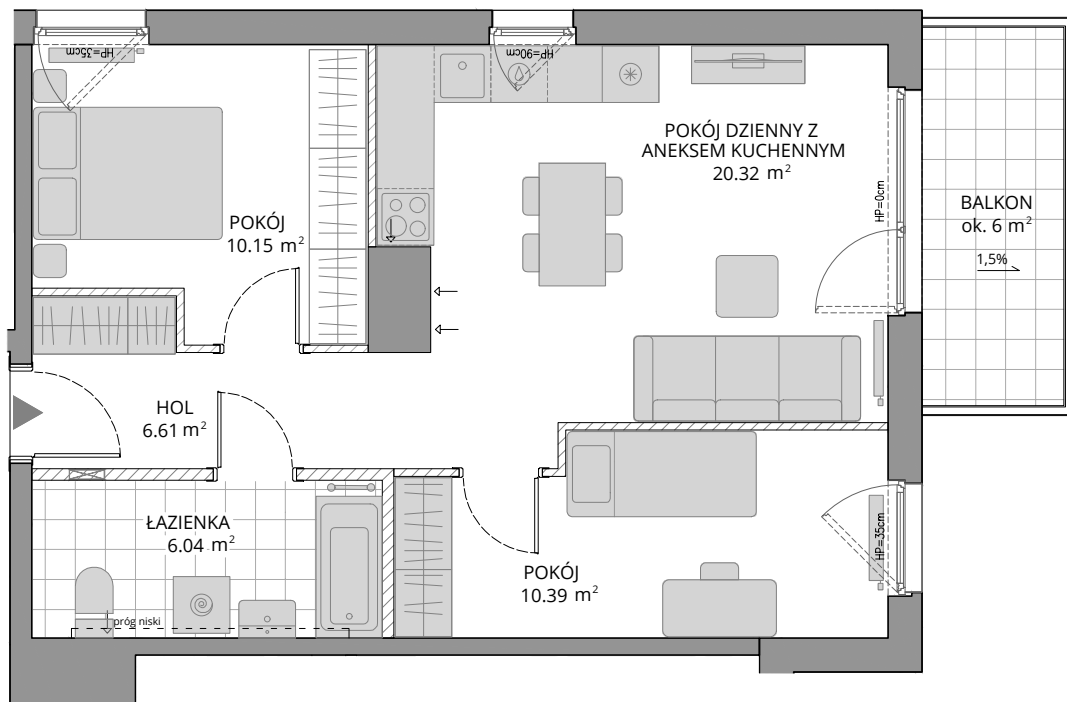 HP=35cm
HP=90cm
POKÓJ DZIENNY Z
ANEKSEM KUCHENNYM
20.32 m²
POKÓJ
10.15 m²
HP=0cm
BALKON
ok. 6 m²
1,5%
HOL
6.61 m²
ŁAZIENKA
6.04 m²
POKÓJ
10.39 m²
HP=35cm
próg niski